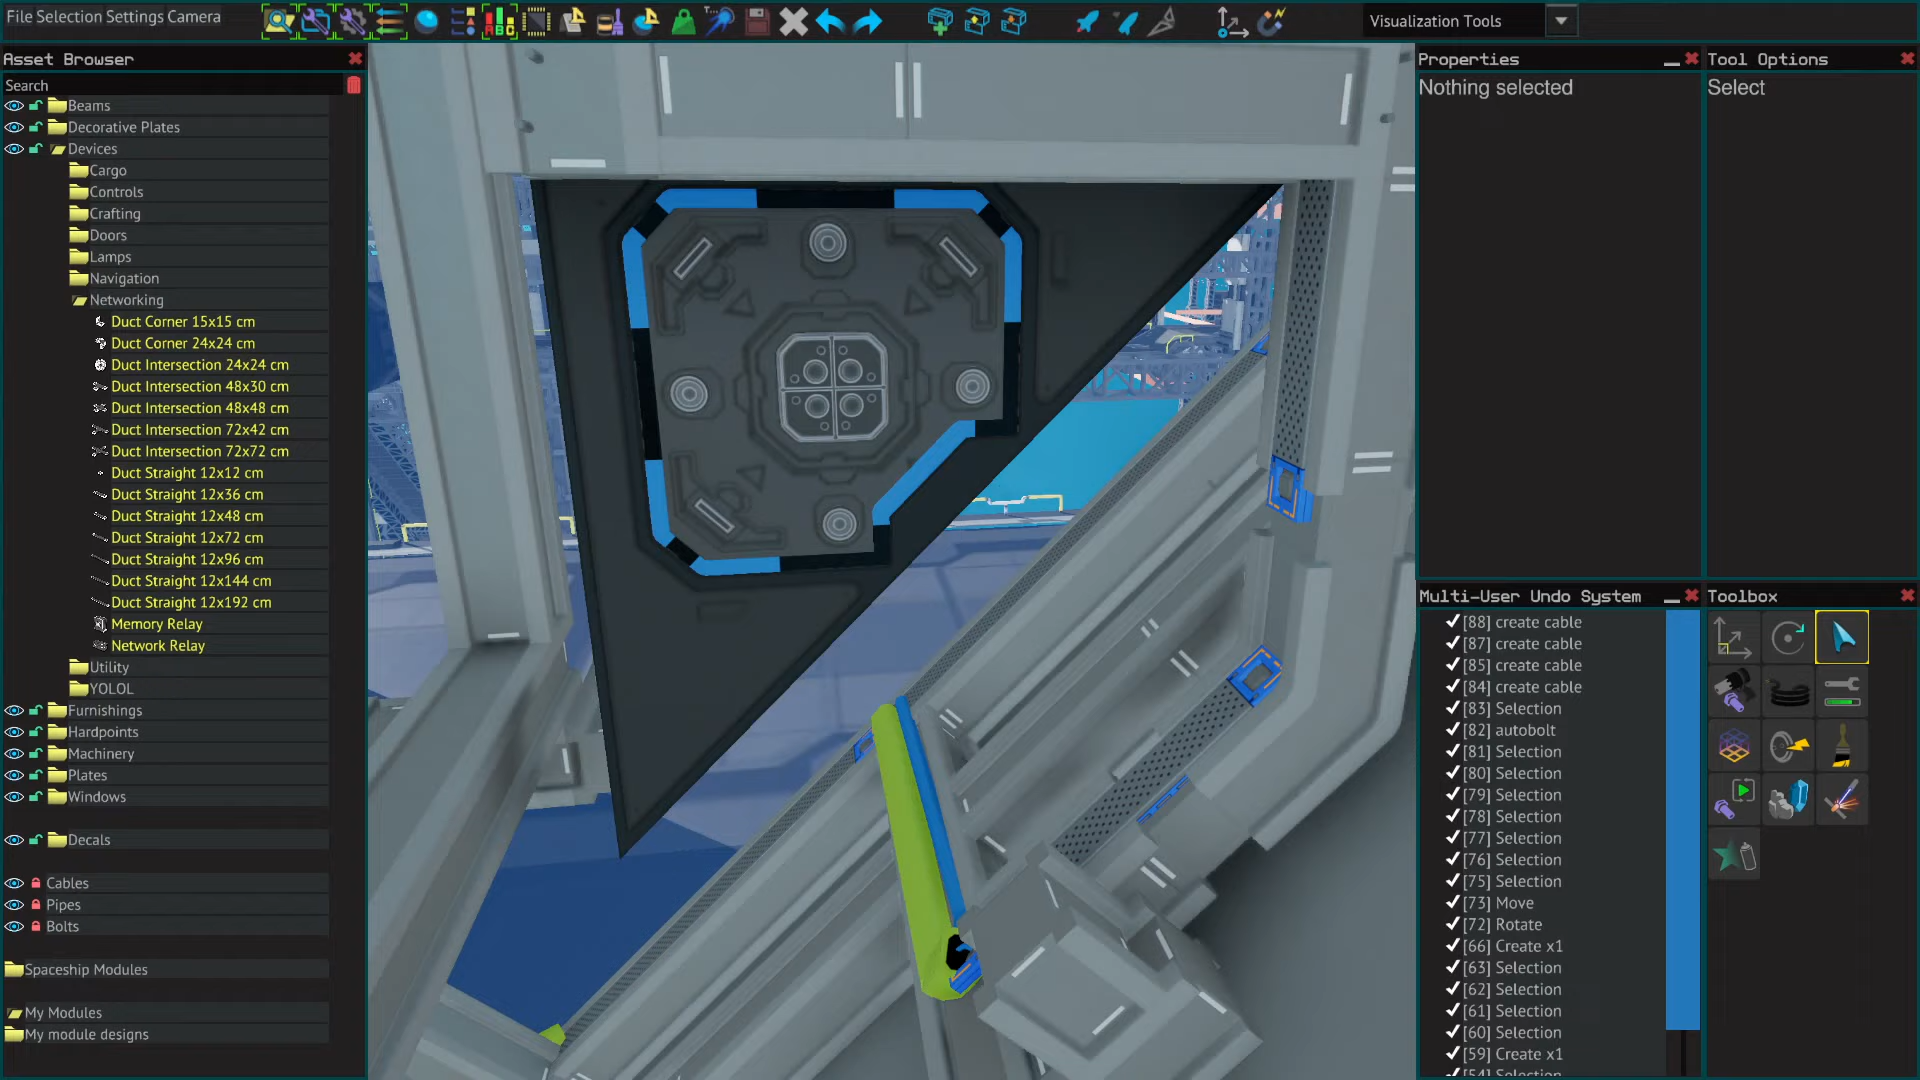 File Selection Settings Camera
ABC
Visualization Tools
Asset Browser
Search
Beams
Decorative Plates
Devices
Cargo
Controls
Crafting
Doors
Lamps
Navigation
Networking
Duct Corner 15x15 cm
Duct Corner 24x24 cm
Duct Intersection 24x24 cm
Duct Intersection 48x30 cm
Duct Intersection 48x48 cm
Duct Intersection 72x42 cm
Duct Intersection 72x72 cm
Duct Straight 12x12 cm
Duct Straight 12x36 cm
Duct Straight 12x48 cm
Duct Straight 12x72 cm
Duct Straight 12x96 cm
Duct Straight 12x144 cm
Duct Straight 12x192 cm
Memory Relay
Network Relay
Utility
YOLOL
Furnishings
Hardpoints
Machinery
Plates
Windows
Decals
Cables
Pipes
Bolts
Spaceship Modules
My Modules
My module designs
Properties
Nothing selected
Tool Options
Select
Multi-User Undo System
[88] create cable
[87] create cable
[85] create cable
[84] create cable
[83] Selection
[82] autobolt
[81] Selection
[80] Selection
[79] Selection
[78] Selection
[77] Selection
[76] Selection
[75] Selection
[73] Move
[72] Rotate
[66] Create x1
[63] Selection
[62] Selection
[61] Selection
[60] Selection
[59] Create x1
[54] Selection
Toolbox